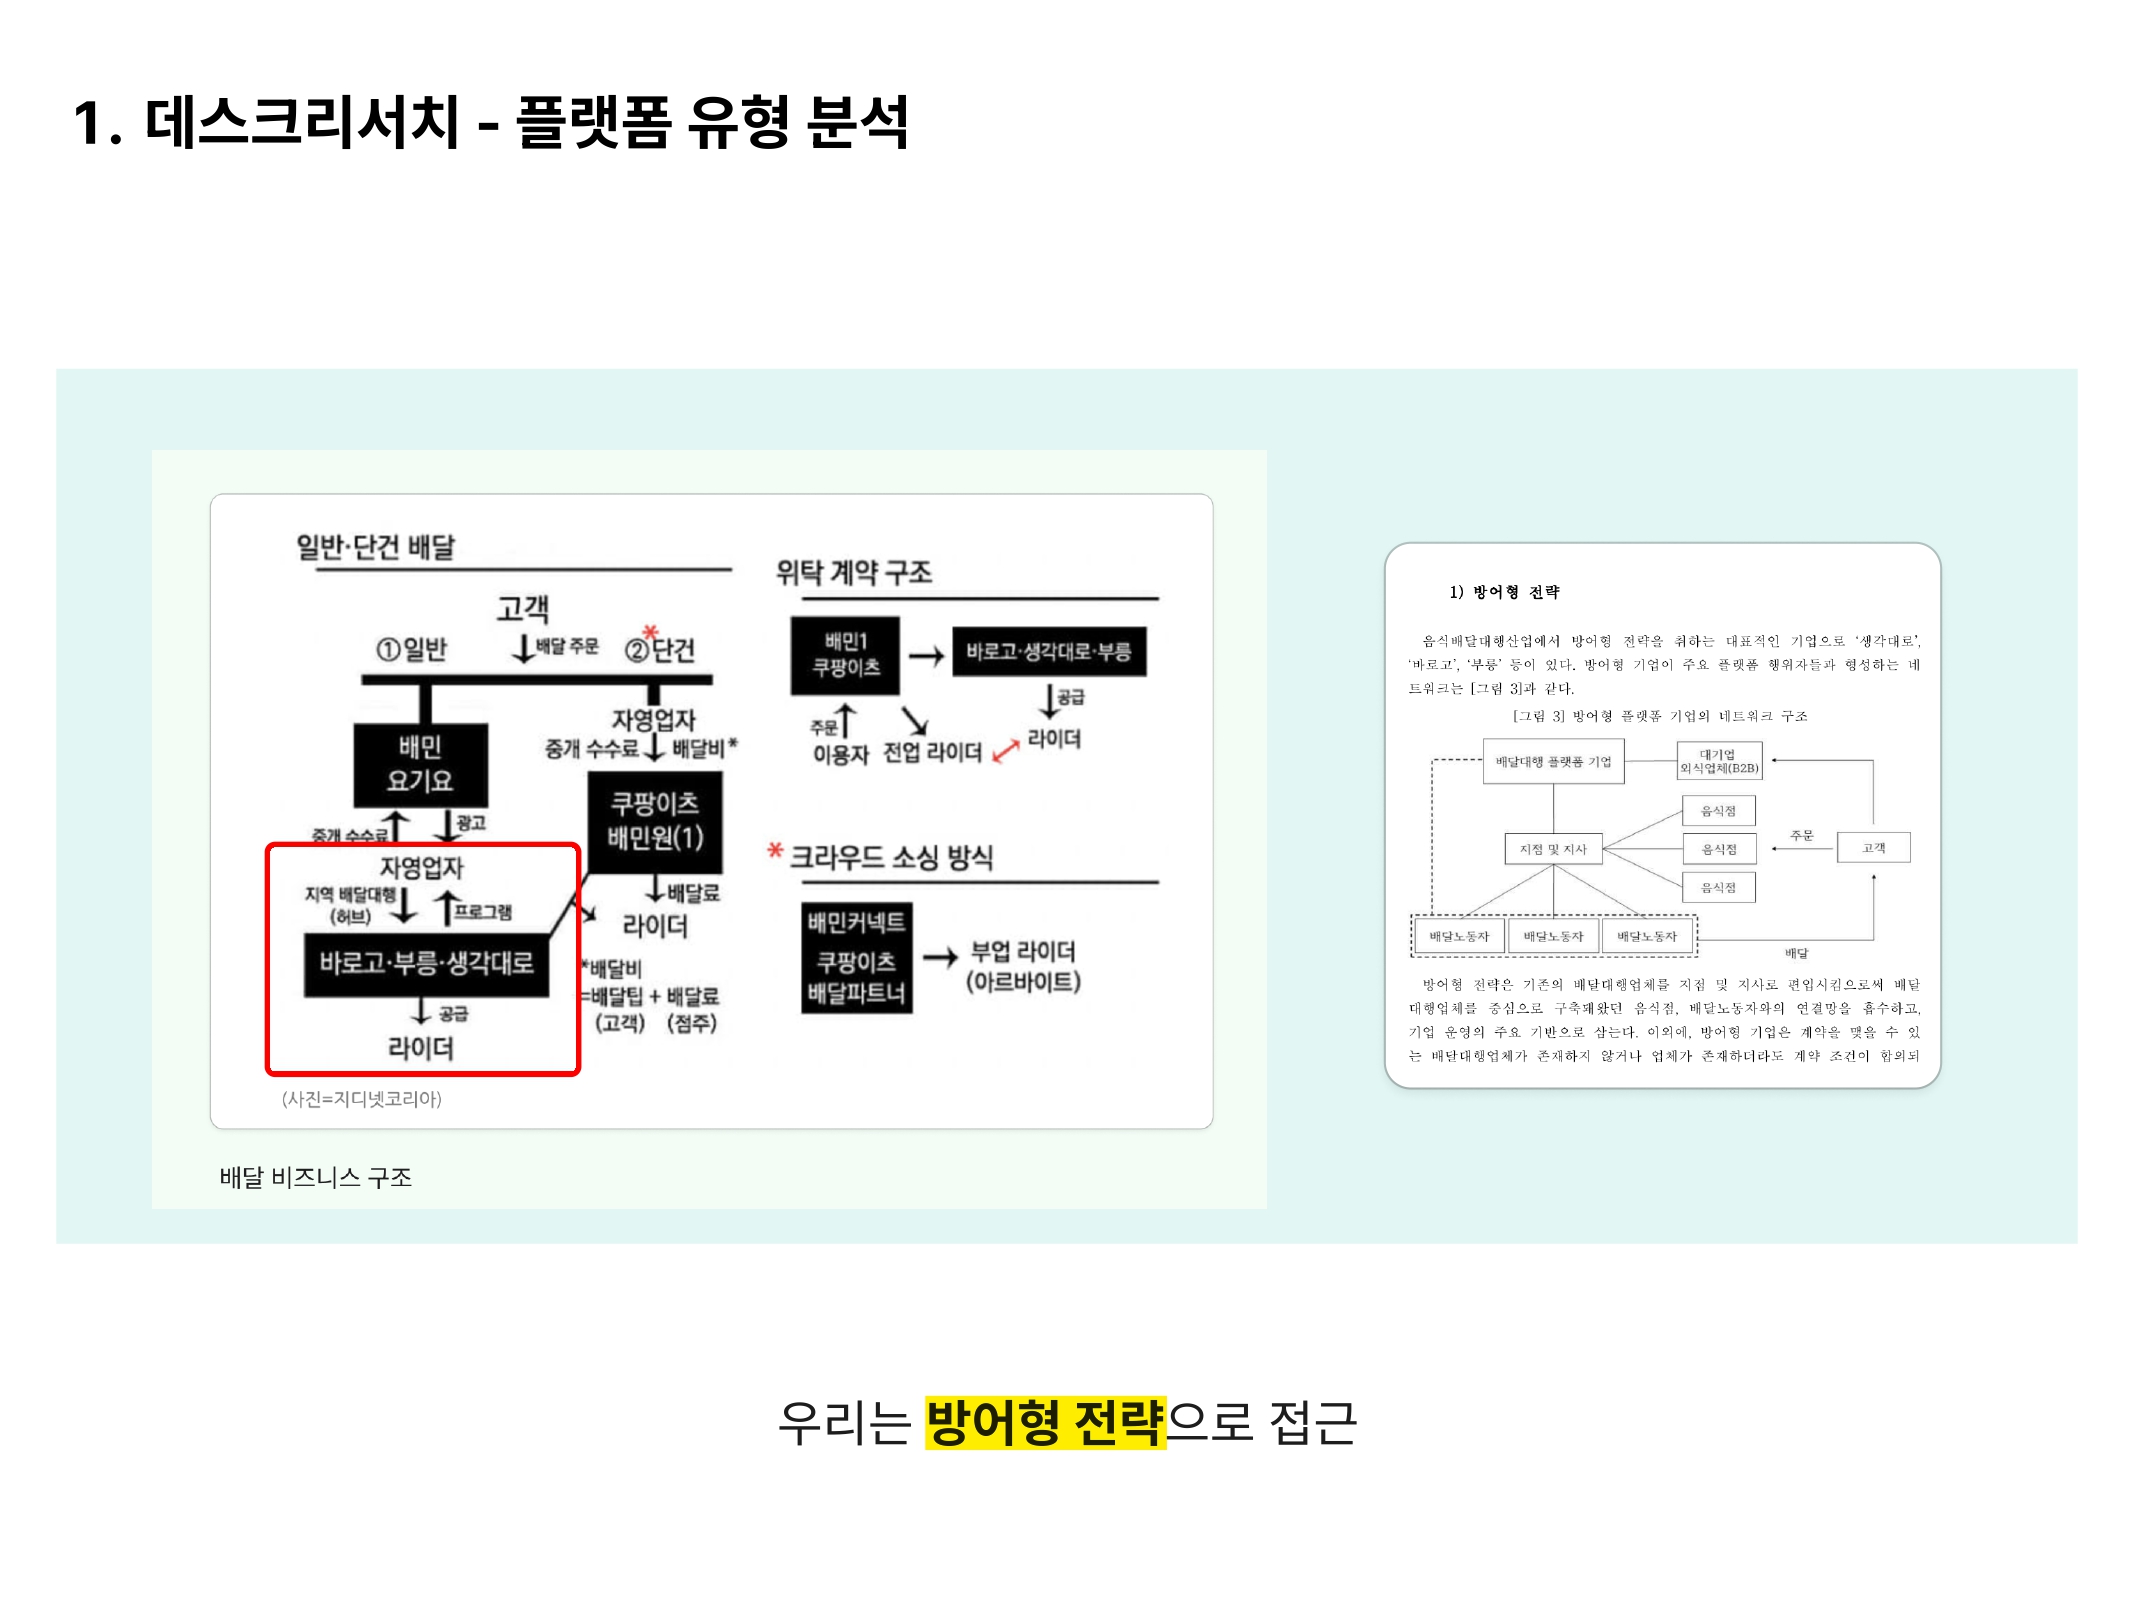 1. 데스크리서치 - 플랫폼 유형 분석
일반·단건 배달
고객
①일반
배달 주문
*
②단건
배민
요기요
자영업자
중개 수수료
배달비*
쿠팡이츠
배민원(1)
중개 수수료
광고
자영업자
지역 배달대행
(허브)
프로그램
배달료
라이더
바로고·부릉·생각대로
공급
라이더
*배달비
=배달팁 + 배달료
(고객) (점주)
(사진=지디넷코리아)
위탁 계약 구조
배민1
쿠팡이츠
바로고·생각대로·부릉
공급
주문
이용자
전업 라이더
라이더
* 크라우드 소싱 방식
배민커넥트
쿠팡이츠
배달파트너
부업 라이더
(아르바이트)
배달 비즈니스 구조
1) 방어형 전략
음식배달대행산업에서 방어형 전략을 취하는 대표적인 기업으로 ‘생각대로’,
‘바로고’, ‘부릉’ 등이 있다. 방어형 기업이 주요 플랫폼 행위자들과 형성하는 네
트워크는 [그림 3]과 같다.
[그림 3] 방어형 플랫폼 기업의 네트워크 구조
배달대행 플랫폼 기업
대기업
외식업체(B2B)
음식점
지점 및 지사
음식점
주문
고객
음식점
배달노동자
배달노동자
배달노동자
배달
방어형 전략은 기존의 배달대행업체를 지점 및 지사로 편입시킴으로써 배달
대행업체를 중심으로 구축돼왔던 음식점, 배달노동자와의 연결망을 흡수하고,
기업 운영의 주요 기반으로 삼는다. 이외에, 방어형 기업은 계약을 맺을 수 있
는 배달대행업체가 존재하지 않거나 업체가 존재하더라도 계약 조건이 합의되
우리는 방어형 전략으로 접근